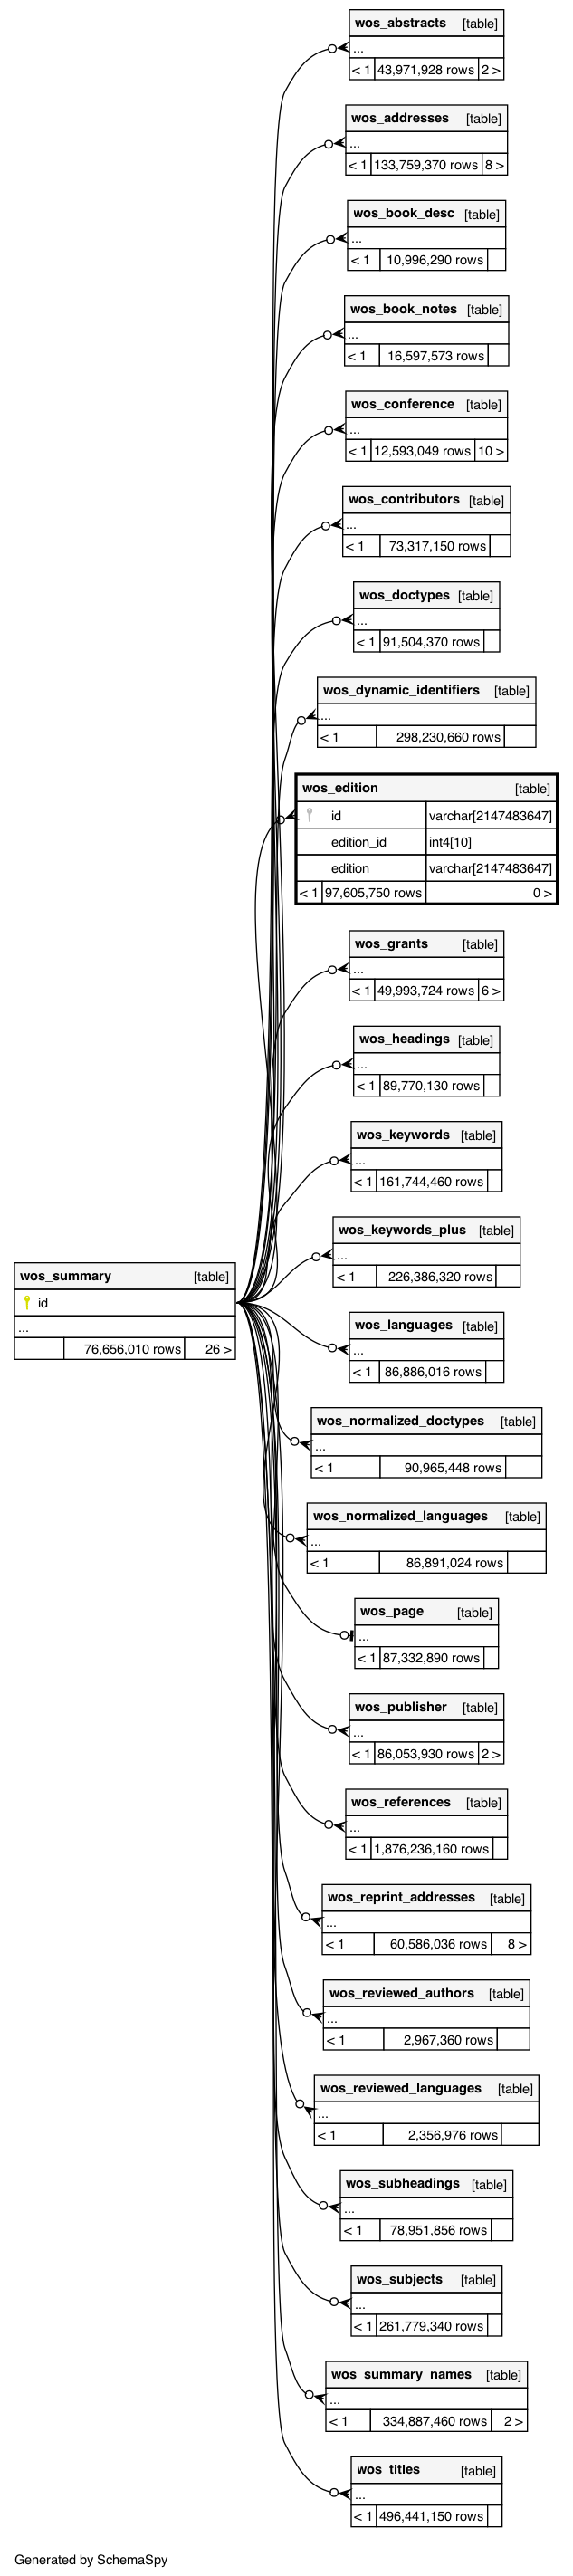 wos_abstracts [table]
...
< 1 43,971,928 rows 2 >
wos_addresses [table]
...
< 1 133,759,370 rows 8 >
wos_book_desc [table]
...
< 1 10,996,290 rows
wos_book_notes [table]
...
< 1 16,597,573 rows
wos_conference [table]
...
< 1 12,593,049 rows 10 >
wos_contributors [table]
...
< 1 73,317,150 rows
wos_doctypes [table]
...
< 1 91,504,370 rows
wos_dynamic_identifiers [table]
...
< 1 298,230,660 rows
wos_edition [table]
id varchar[2147483647]
edition_id int4[10]
edition varchar[2147483647]
< 1 97,605,750 rows 0 >
wos_grants [table]
...
< 1 49,993,724 rows 6 >
wos_headings [table]
...
< 1 89,770,130 rows
wos_keywords [table]
...
< 1 161,744,460 rows
wos_keywords_plus [table]
...
< 1 226,386,320 rows
wos_summary [table]
id
...
76,656,010 rows 26 >
wos_languages [table]
...
< 1 86,886,016 rows
wos_normalized_doctypes [table]
...
< 1 90,965,448 rows
wos_normalized_languages [table]
...
< 1 86,891,024 rows
wos_page [table]
...
< 1 87,332,890 rows
wos_publisher [table]
...
< 1 86,053,930 rows 2 >
wos_references [table]
...
< 1 1,876,236,160 rows
wos_reprint_addresses [table]
...
< 1 60,586,036 rows 8 >
wos_reviewed_authors [table]
...
< 1 2,967,360 rows
wos_reviewed_languages [table]
...
< 1 2,356,976 rows
wos_subheadings [table]
...
< 1 78,951,856 rows
wos_subjects [table]
...
< 1 261,779,340 rows
wos_summary_names [table]
...
< 1 334,887,460 rows 2 >
wos_titles [table]
...
< 1 496,441,150 rows
Generated by SchemaSpy